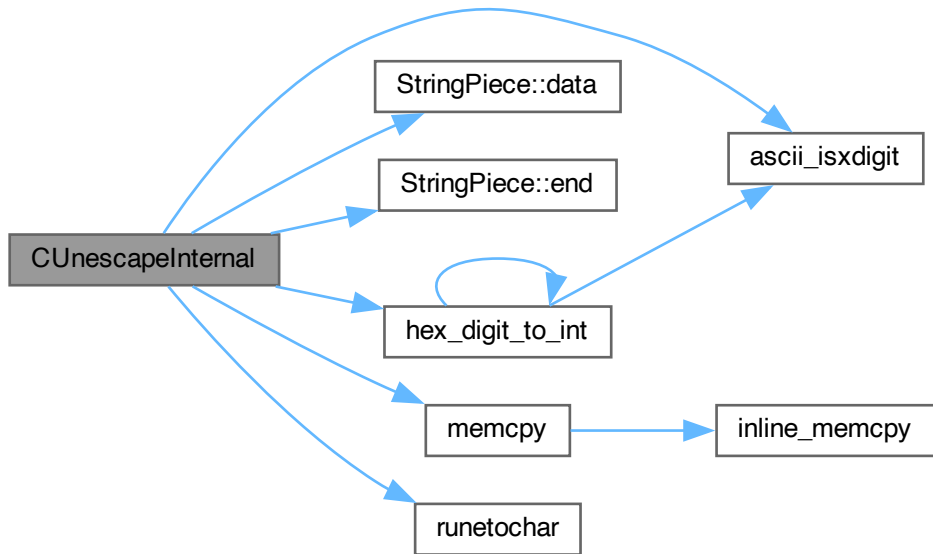 CUnescapeInternal
StringPiece::data
StringPiece::end
hex_digit_to_int
memcpy
runetochar
ascii_isxdigit
inline_memcpy